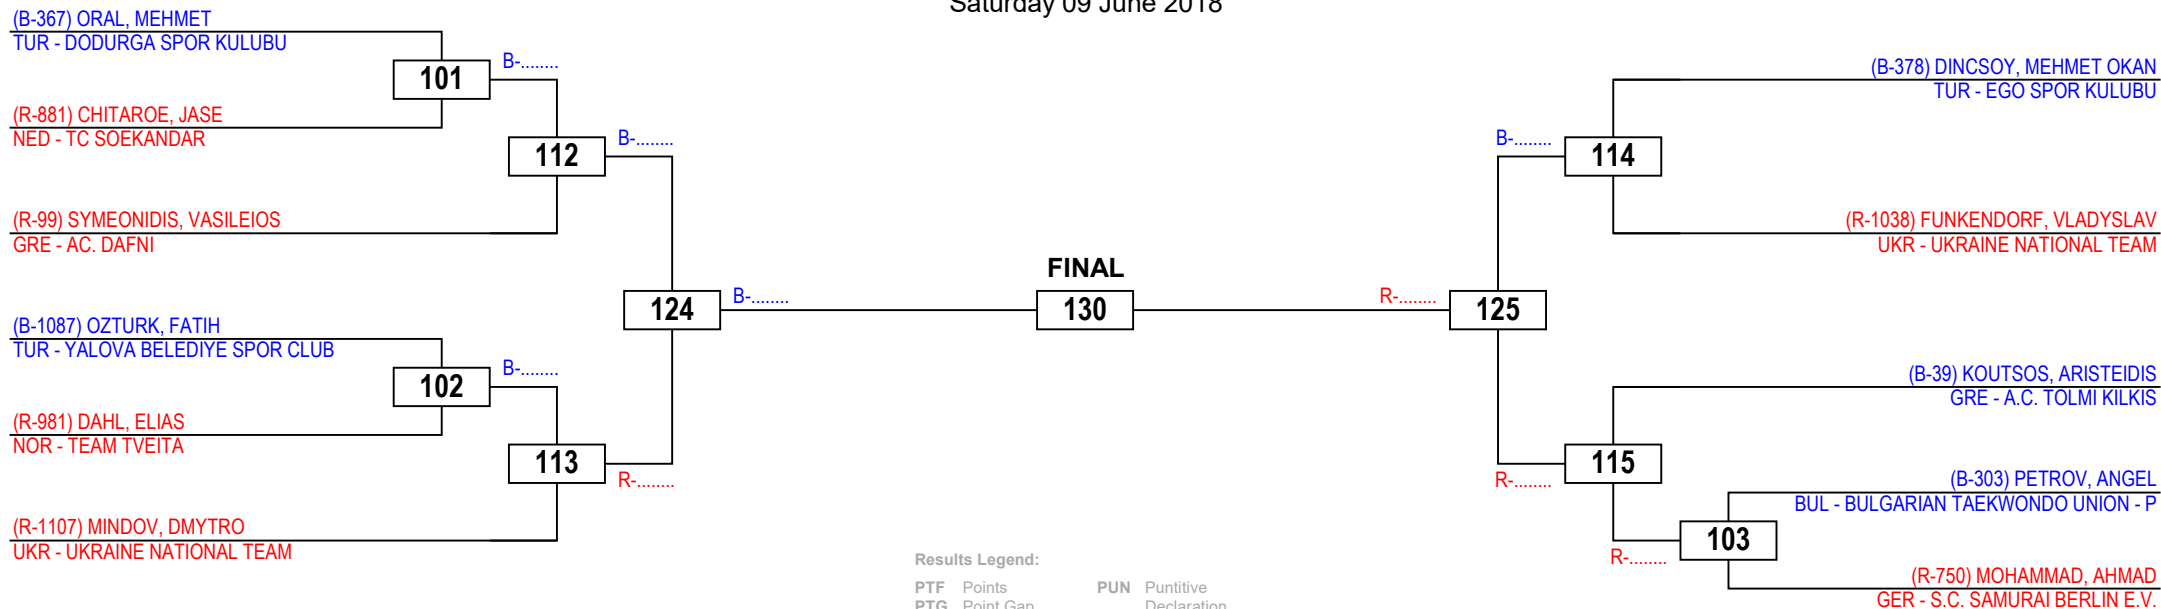 Saturday 09 June 2018
(B-367) ORAL, MEHMET
TUR - DODURGA SPOR KULUBU
101
B-........
(R-881) CHITAROE, JASE
NED - TC SOEKANDAR
112
B-........
(R-99) SYMEONIDIS, VASILEIOS
GRE - AC. DAFNI
124
B-........
(B-1087) OZTURK, FATIH
TUR - YALOVA BELEDIYE SPOR CLUB
102
B-........
(R-981) DAHL, ELIAS
NOR - TEAM TVEITA
113
R-........
(R-1107) MINDOV, DMYTRO
UKR - UKRAINE NATIONAL TEAM
FINAL
130
(B-378) DINCSOY, MEHMET OKAN
TUR - EGO SPOR KULUBU
B-........
114
(R-1038) FUNKENDORF, VLADYSLAV
UKR - UKRAINE NATIONAL TEAM
R-........
125
(B-39) KOUTSOS, ARISTEIDIS
GRE - A.C. TOLMI KILKIS
R-........
115
(B-303) PETROV, ANGEL
BUL - BULGARIAN TAEKWONDO UNION - P
R-........
103
(R-750) MOHAMMAD, AHMAD
GER - S.C. SAMURAI BERLIN E.V.
Results Legend:
PTF Points
PUN Puntitive
PTG Point Gap
Declaration